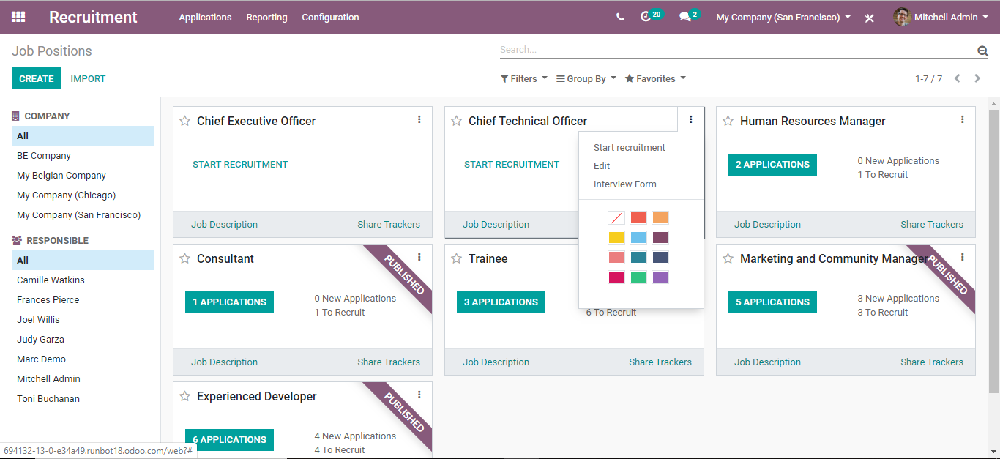 Recruitment Applications Reporting Configuration 20 2 My Company (San Francisco) Mitchell Admin
Job Positions
Search...
CREATE IMPORT
Filters Group By Favorites 1-7 / 7
COMPANY
All
BE Company
My Belgian Company
My Company (Chicago)
My Company (San Francisco)
RESPONSIBLE
All
Camille Watkins
Frances Pierce
Joel Willis
Judy Garza
Marc Demo
Mitchell Admin
Toni Buchanan
Chief Executive Officer
START RECRUITMENT
Job Description Share Trackers
Chief Technical Officer
START RECRUITMENT
Job Description
Start recruitment
Edit
Interview Form
Human Resources Manager
2 APPLICATIONS
0 New Applications
1 To Recruit
Job Description Share Trackers
Consultant
PUBLISHED
1 APPLICATIONS
0 New Applications
1 To Recruit
Job Description Share Trackers
Trainee
3 APPLICATIONS
6 To Recruit
Job Description Share Trackers
Marketing and Community Manager
PUBLISHED
5 APPLICATIONS
3 New Applications
3 To Recruit
Job Description Share Trackers
Experienced Developer
PUBLISHED
6 APPLICATIONS
4 New Applications
4 To Recruit
694132-13-0-e34a49.runbot18.odoo.com/web?#